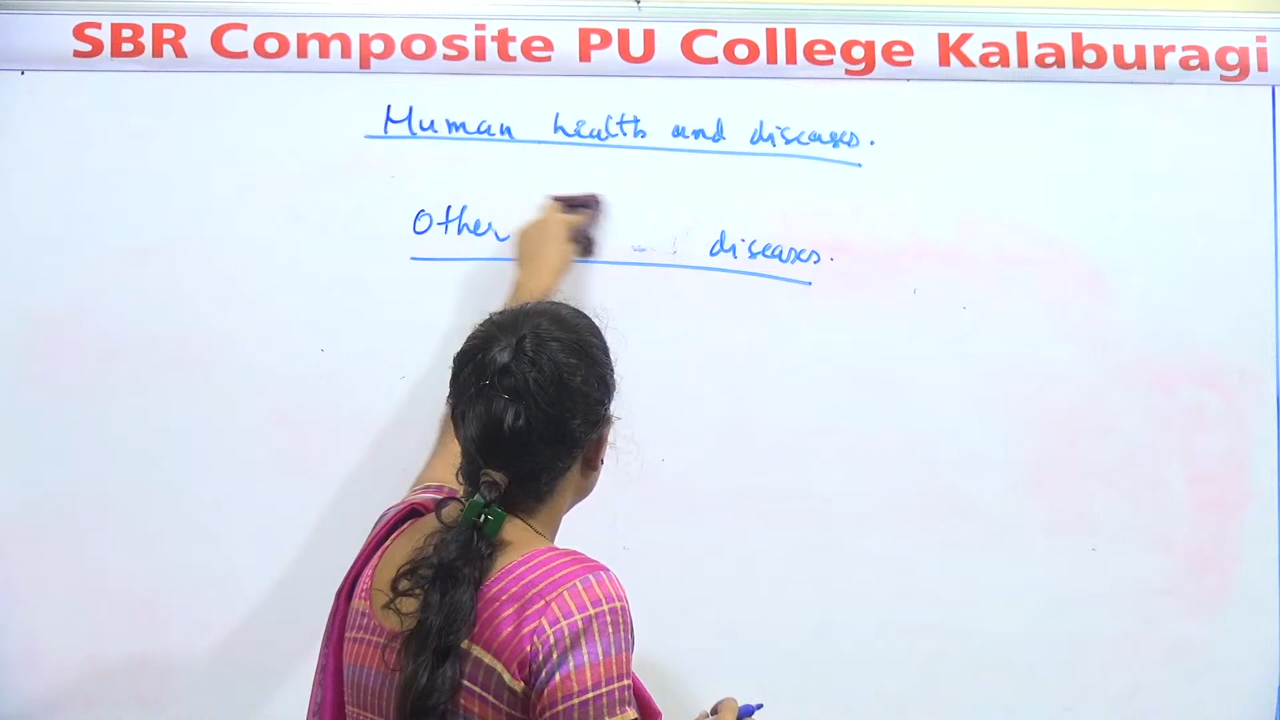 SBR Composite PU College Kalaburagi
Human health and diseases.
Other diseases.